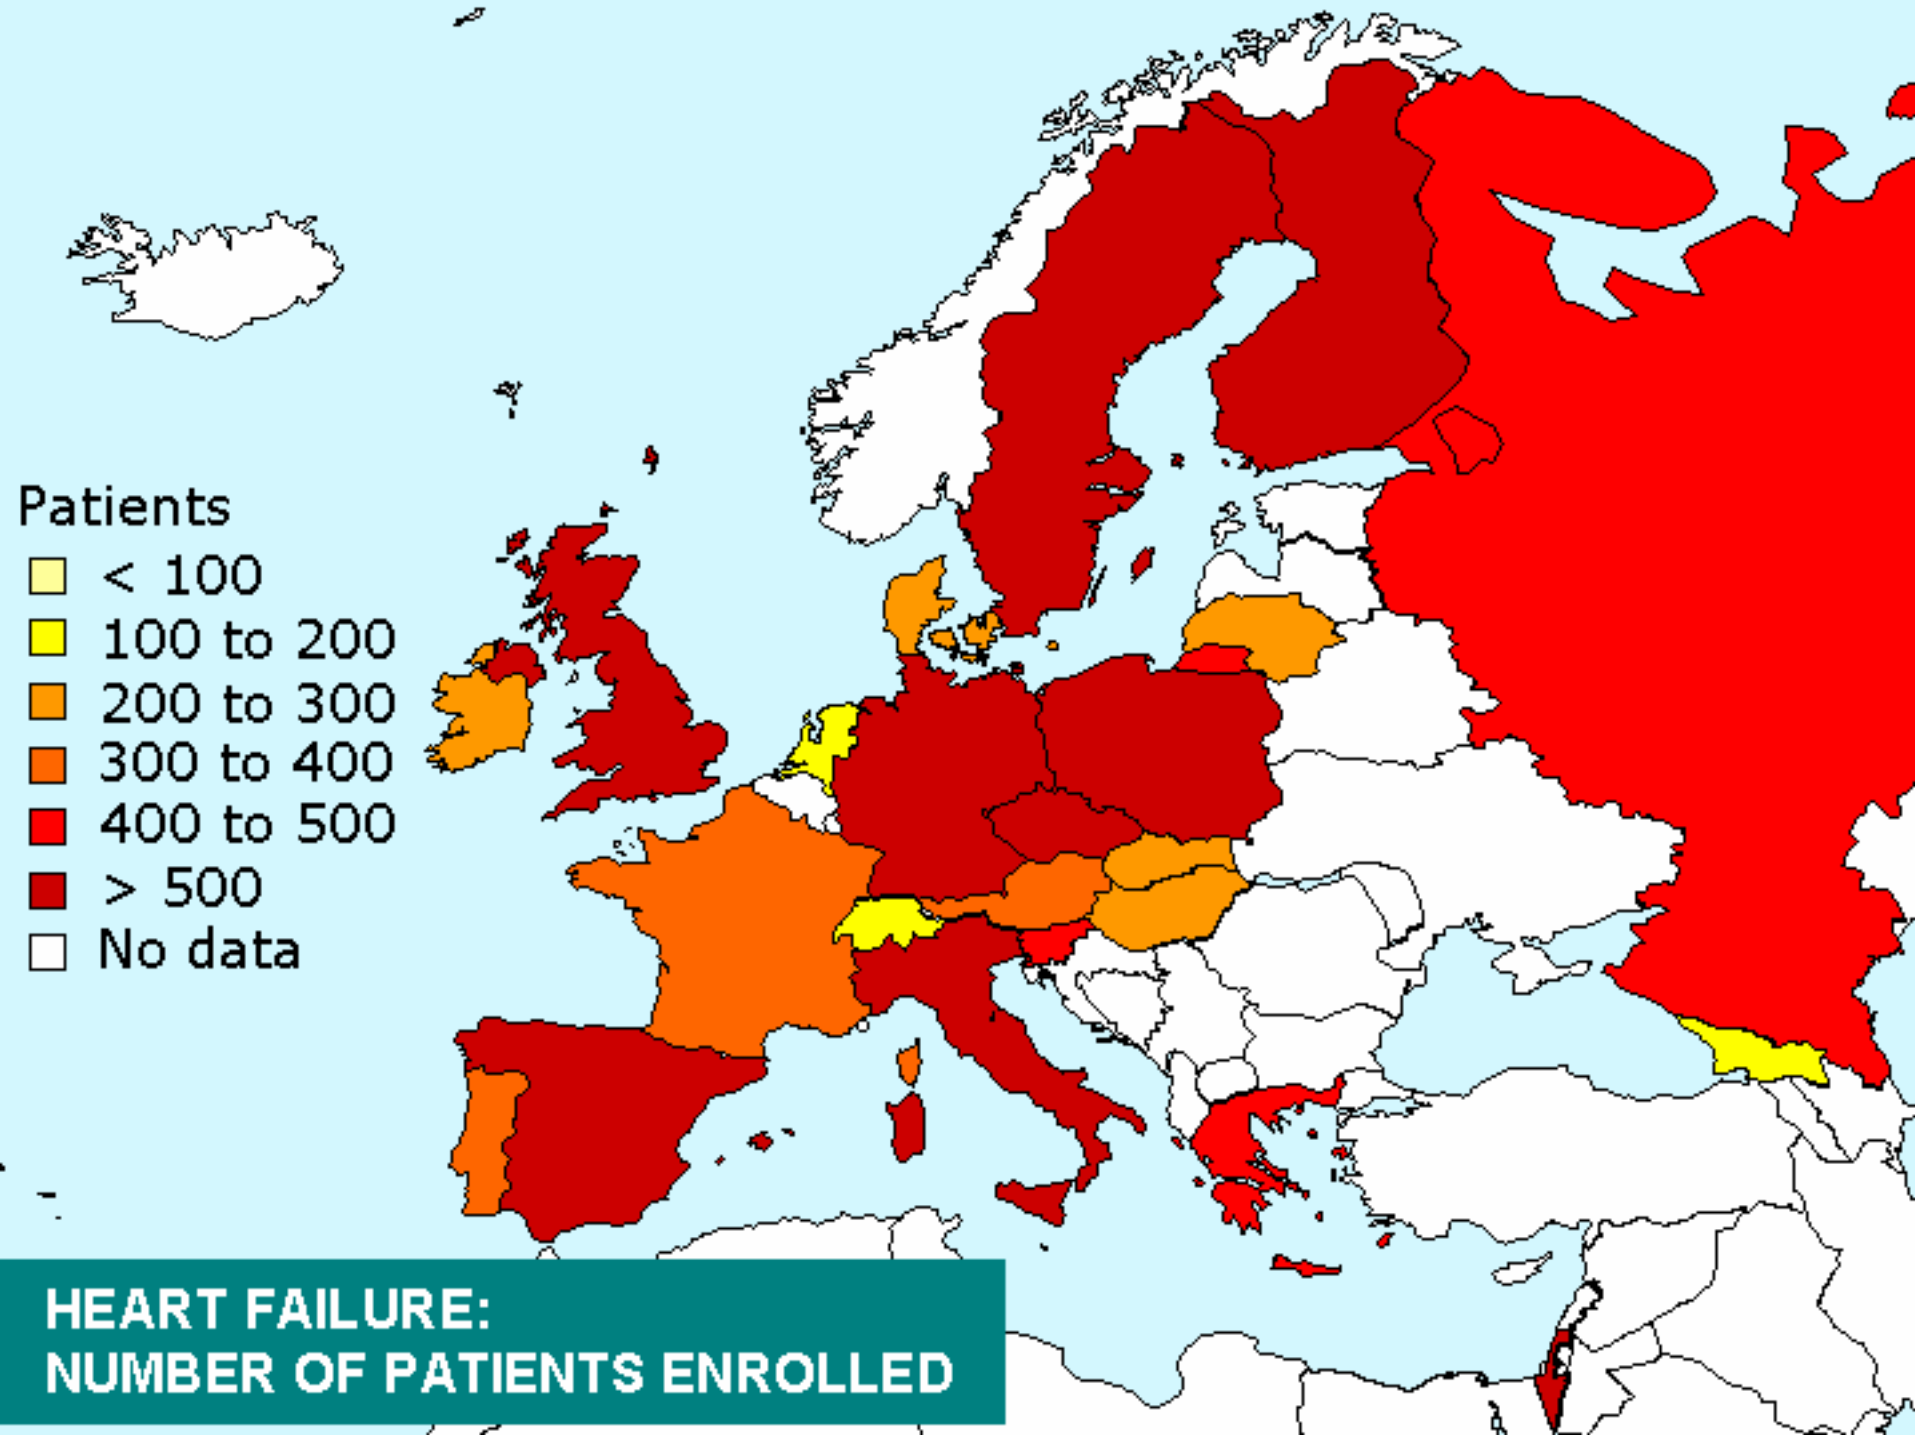 Patients
< 100
100 to 200
200 to 300
300 to 400
400 to 500
> 500
No data
HEART FAILURE:
NUMBER OF PATIENTS ENROLLED